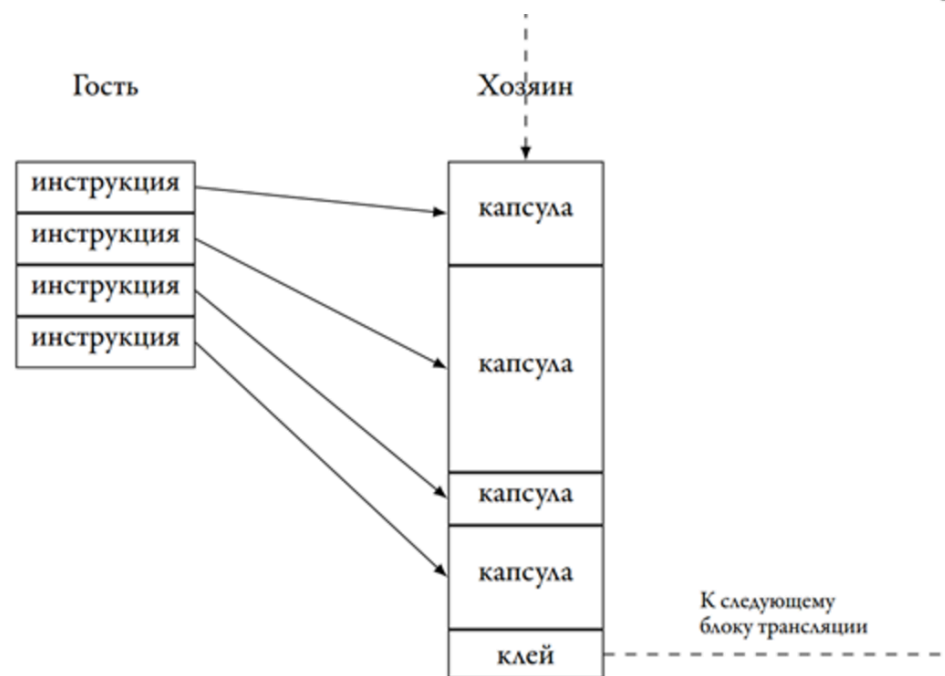 Гость
Хозяин
инструкция
инструкция
инструкция
инструкция
капсула
капсула
капсула
капсула
клей
К следующему
блоку трансляции